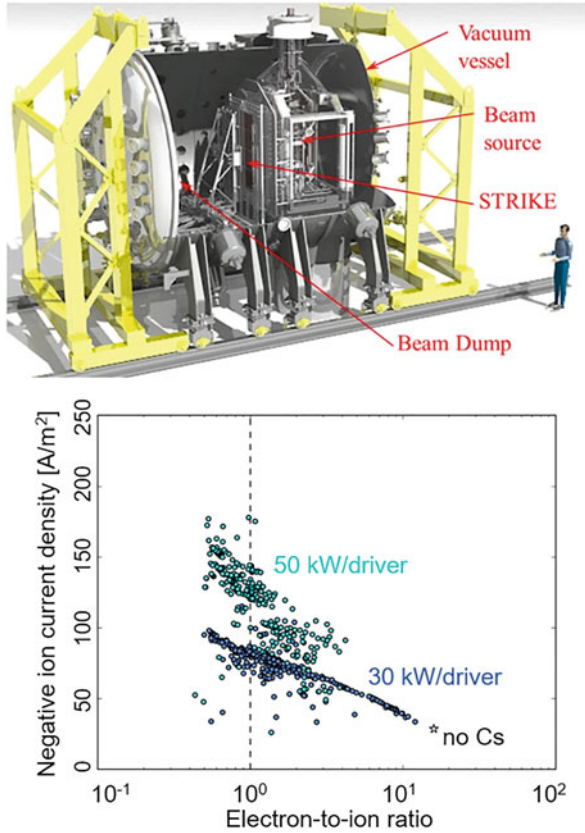 Vacuum
vessel
Beam
source
STRIKE
Beam Dump
Negative ion current density [A/m²]
250
200
150
100
50
0
50 kW/driver
30 kW/driver
no Cs
10⁻¹
10⁰
10¹
10²
Electron-to-ion ratio